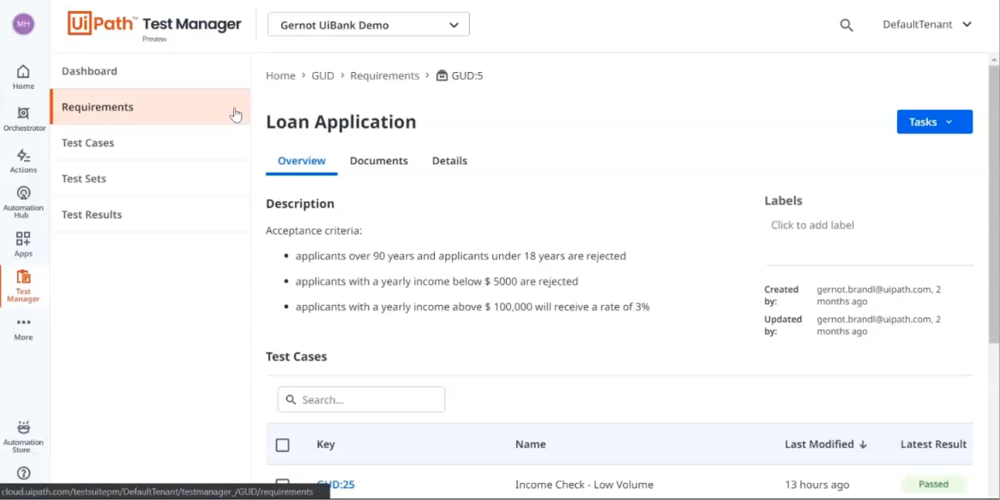 MH
UiPath™ Test Manager
Preview
Gernot UiBank Demo
DefaultTenant
Home
Orchestrator
Actions
Automation
Hub
Apps
Test
Manager
More
Automation
Store
Dashboard
Requirements
Test Cases
Test Sets
Test Results
Home > GUD > Requirements > GUD:5
Loan Application
Tasks
Overview
Documents
Details
Description
Acceptance criteria:
• applicants over 90 years and applicants under 18 years are rejected
• applicants with a yearly income below $ 5000 are rejected
• applicants with a yearly income above $ 100,000 will receive a rate of 3%
Labels
Click to add label
Created by: gernot.brandl@uipath.com, 2 months ago
Updated by: gernot.brandl@uipath.com, 2 months ago
Test Cases
Search...
Key Name Last Modified ↓ Latest Result
GUD:25 Income Check - Low Volume 13 hours ago Passed
cloud.uipath.com/testsuitepm/DefaultTenant/testmanager_/GUD/requirements